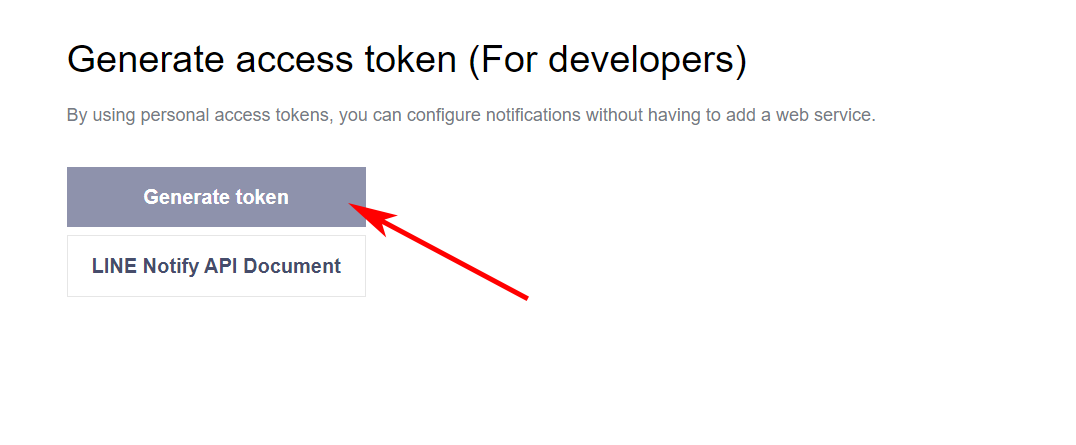 Generate access token (For developers)
By using personal access tokens, you can configure notifications without having to add a web service.
Generate token
LINE Notify API Document